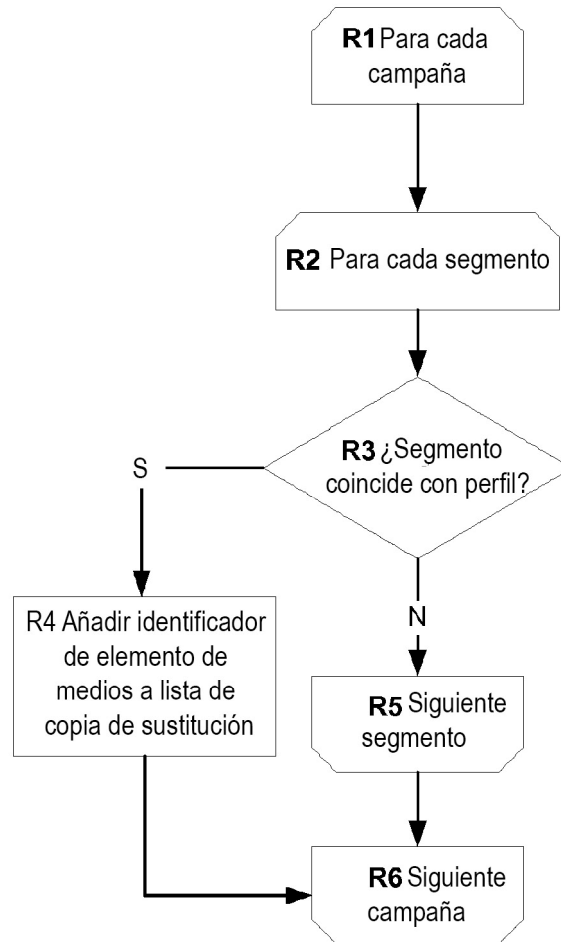 R1 Para cada
campaña
R2 Para cada segmento
R3 ¿Segmento
coincide con perfil?
S
N
R4 Añadir identificador
de elemento de
medios a lista de
copia de sustitución
R5 Siguiente
segmento
R6 Siguiente
campaña